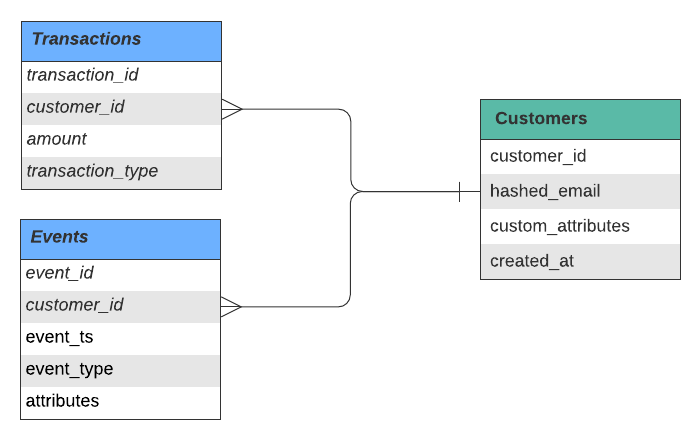 Transactions
transaction_id
customer_id
amount
transaction_type
Customers
customer_id
hashed_email
custom_attributes
created_at
Events
event_id
customer_id
event_ts
event_type
attributes